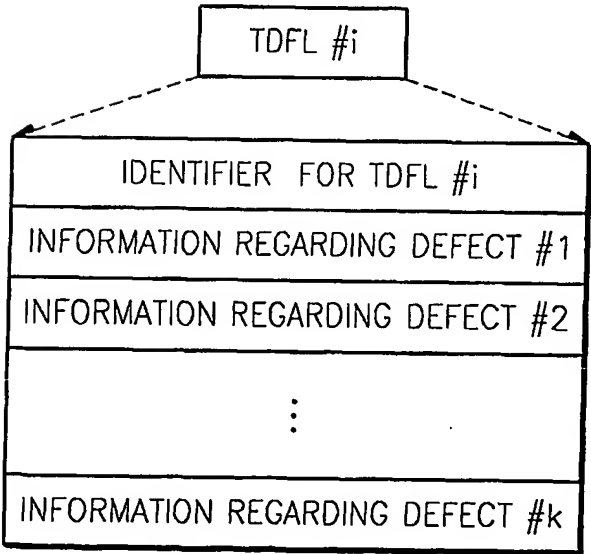 TDFL #i
IDENTIFIER FOR TDFL #i
INFORMATION REGARDING DEFECT #1
INFORMATION REGARDING DEFECT #2
⋮
INFORMATION REGARDING DEFECT #k